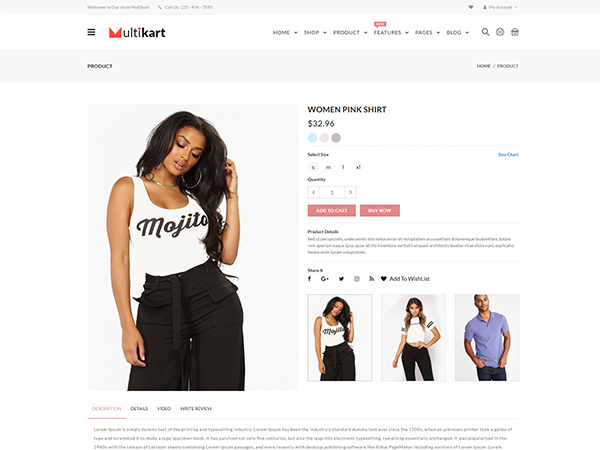 Welcome to Our store Multikart Call Us: 123 - 456 - 7890 My Account
Multikart HOME SHOP PRODUCT NEW FEATURES PAGES BLOG
PRODUCT HOME / PRODUCT
WOMEN PINK SHIRT
$32.96
Select Size Size Chart
s m l xl
Quantity
1
ADD TO CART BUY NOW
Product Details
Sed ut perspiciatis, unde omnis iste natus error sit voluptatem accusantium doloremque laudantium, totam
rem aperiam eaque ipsa, quae ab illo inventore veritatis et quasi architecto beatae vitae dicta sunt, explicabo.
Nemo enim ipsam voluptatem,
Share It
Add To WishList
Mojito
Mojito
DESCRIPTION DETAILS VIDEO WRITE REVIEW
Lorem Ipsum is simply dummy text of the printing and typesetting industry. Lorem Ipsum has been the industry's standard dummy text ever since the 1500s, when an unknown printer took a galley of
type and scrambled it to make a type specimen book. It has survived not only five centuries, but also the leap into electronic typesetting, remaining essentially unchanged. It was popularised in the
1960s with the release of Letraset sheets containing Lorem Ipsum passages, and more recently with desktop publishing software like Aldus PageMaker including versions of Lorem Ipsum. Lorem